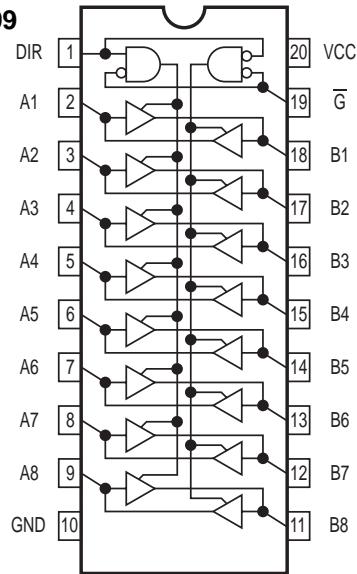 99
DIR 1 20 VCC
A1 2 19 G̅
A2 3 18 B1
A3 4 17 B2
A4 5 16 B3
A5 6 15 B4
A6 7 14 B5
A7 8 13 B6
A8 9 12 B7
GND 10 11 B8